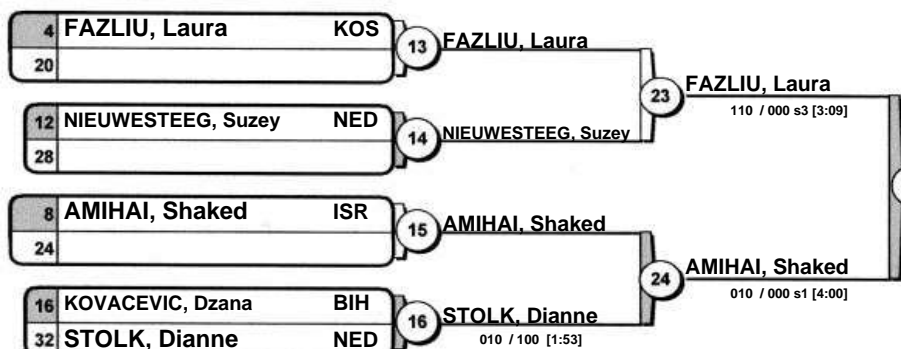 4 FAZLIU, Laura KOS
20
13 FAZLIU, Laura
23 FAZLIU, Laura
110 / 000 s3 [3:09]
12 NIEUWESTEEG, Suzey NED
28
14 NIEUWESTEEG, Suzey
8 AMIHAI, Shaked ISR
24
15 AMIHAI, Shaked
24 AMIHAI, Shaked
010 / 000 s1 [4:00]
16 KOVACEVIC, Dzana BIH
32 STOLK, Dianne NED
16 STOLK, Dianne
010 / 100 [1:53]